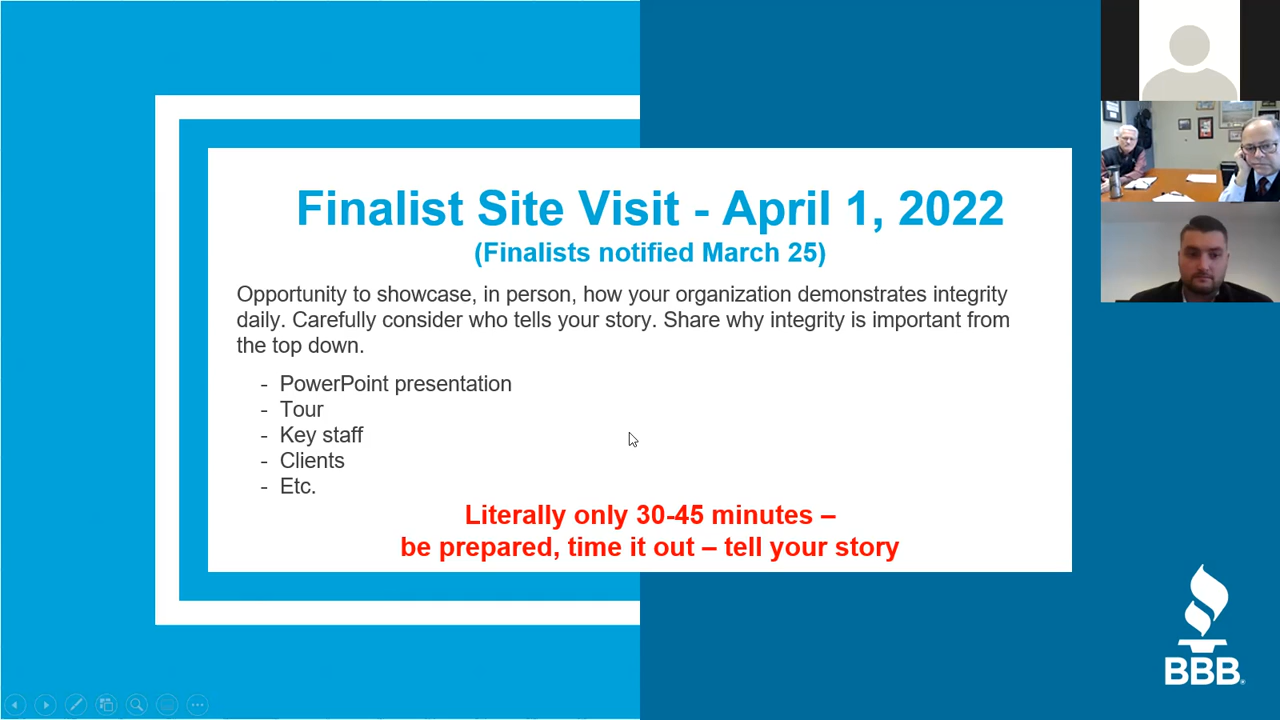 Finalist Site Visit - April 1, 2022
(Finalists notified March 25)
Opportunity to showcase, in person, how your organization demonstrates integrity
daily. Carefully consider who tells your story. Share why integrity is important from
the top down.
- PowerPoint presentation
- Tour
- Key staff
- Clients
- Etc.
Literally only 30-45 minutes –
be prepared, time it out – tell your story
BBB